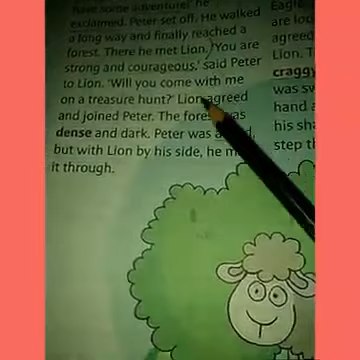 have some adventure!' he
exclaimed. Peter set off. He walked
a long way and finally reached a
forest. There he met Lion. 'You are
strong and courageous,' said Peter
to Lion. 'Will you come with me
on a treasure hunt?' Lion agreed
and joined Peter. The forest was
dense and dark. Peter was
but with Lion by his side, he
it through.
Eagle
are loc
agreed
Lion. T
craggy
was sw
hand a
his sha
step th